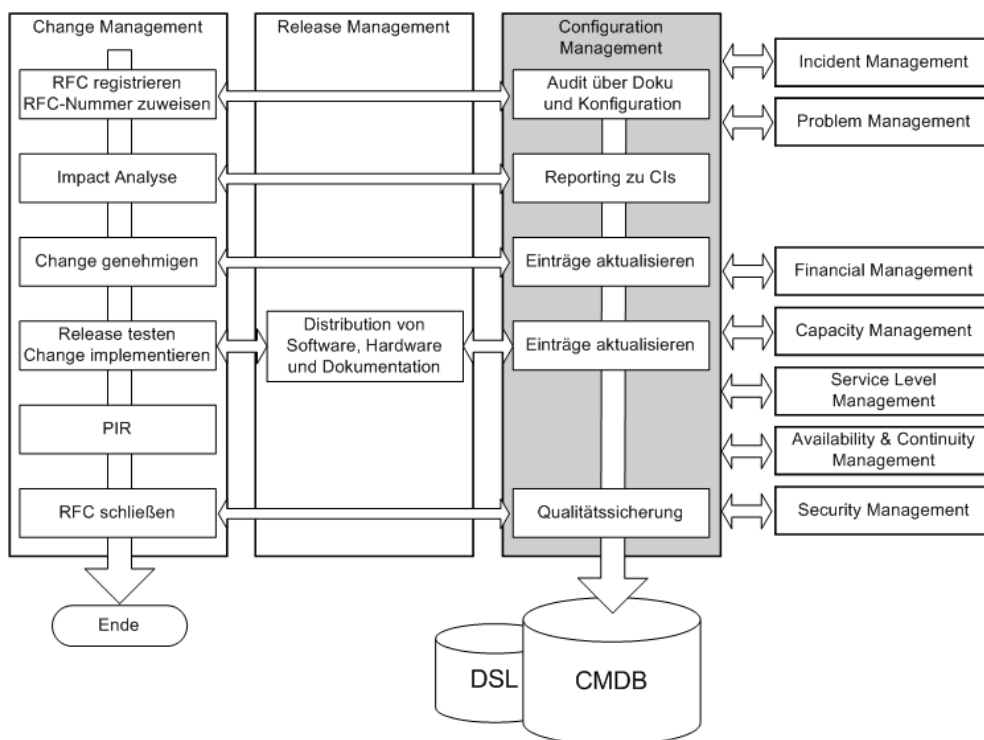 Change Management
RFC registrieren
RFC-Nummer zuweisen
Impact Analyse
Change genehmigen
Release testen
Change implementieren
PIR
RFC schließen
Ende
Release Management
Distribution von
Software, Hardware
und Dokumentation
Configuration
Management
Audit über Doku
und Konfiguration
Reporting zu CIs
Einträge aktualisieren
Einträge aktualisieren
Qualitätssicherung
DSL
CMDB
Incident Management
Problem Management
Financial Management
Capacity Management
Service Level
Management
Availability & Continuity
Management
Security Management